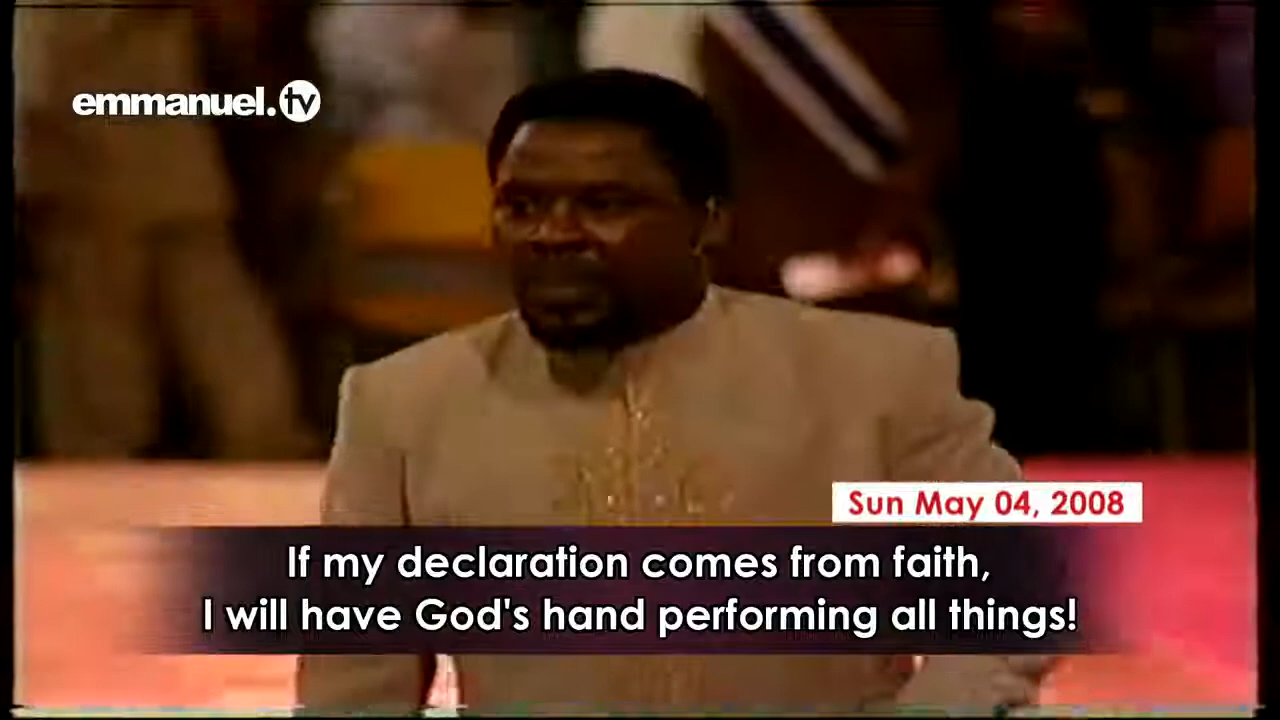 emmanuel.tv
Sun May 04, 2008
If my declaration comes from faith,
I will have God's hand performing all things!